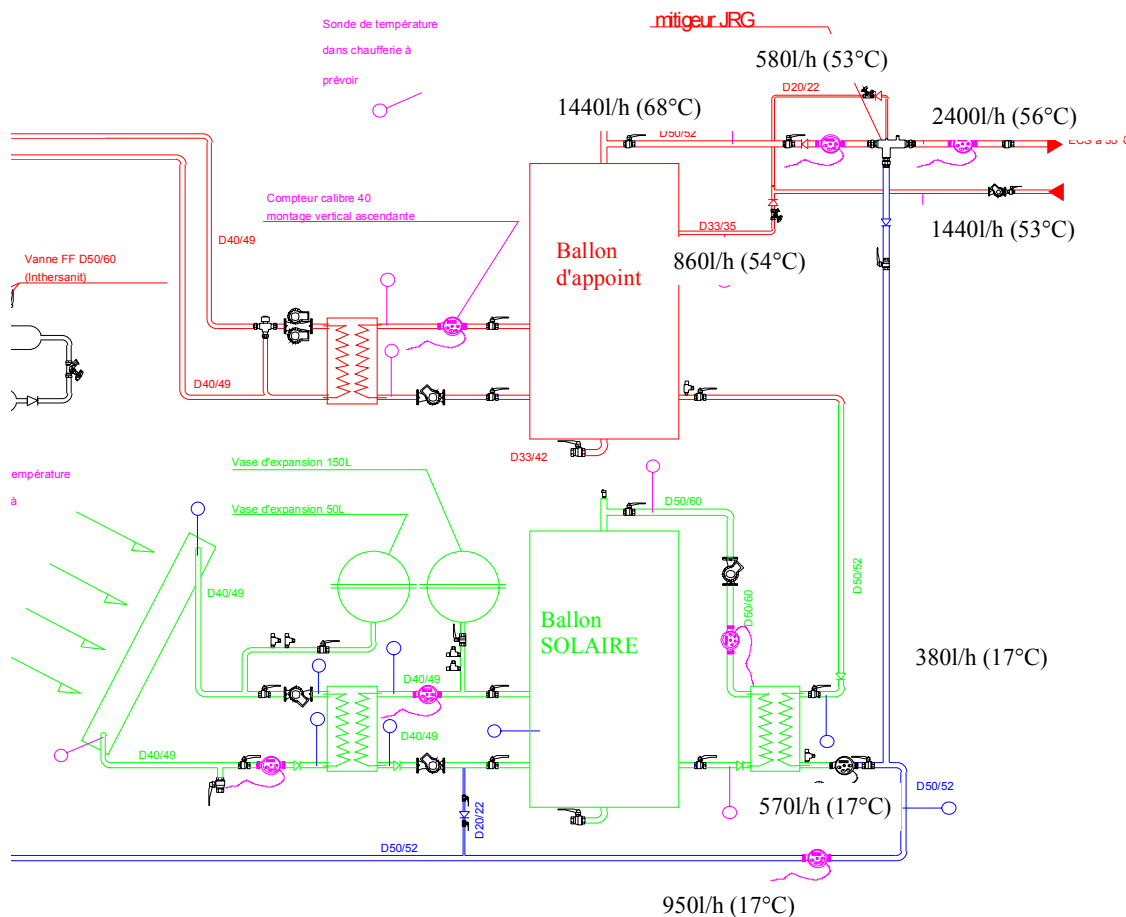 Sonde de température
dans chaufferie à
prévoir
mitigeur JRG
580l/h (53°C)
D20/22
1440l/h (68°C)
D50/52
2400l/h (56°C)
Compteur calibre 40
montage vertical ascendante
D40/49
Vanne FF D50/60
(Inthersanit)
D33/35
1440l/h (53°C)
860l/h (54°C)
Ballon
d'appoint
D40/49
D33/42
empérature
à
Vase d'expansion 150L
Vase d'expansion 50L
D50/60
D40/49
D50/52
D50/60
Ballon
SOLAIRE
380l/h (17°C)
D40/49
D40/49
D40/49
570l/h (17°C)
D50/52
D20/22
D50/52
950l/h (17°C)